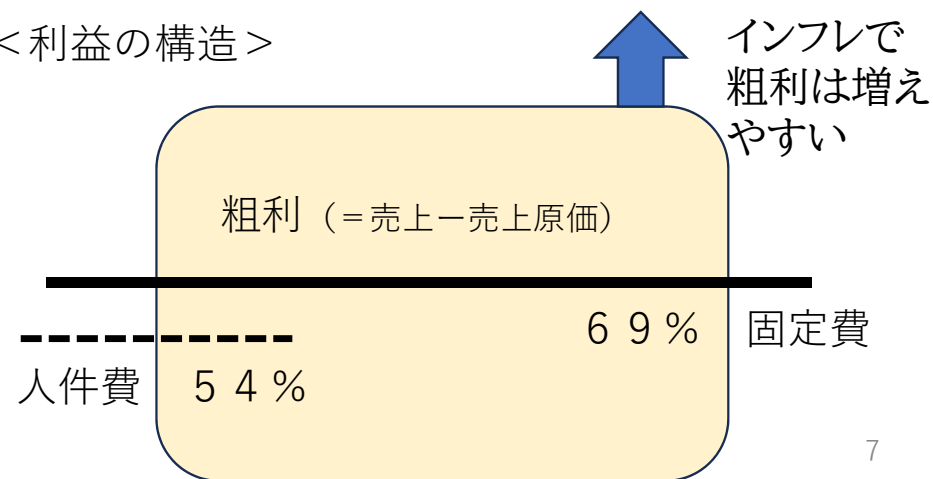 ＜利益の構造＞
インフレで
粗利は増え
やすい
粗利（＝売上ー売上原価）
６９％
固定費
人件費
５４％
7